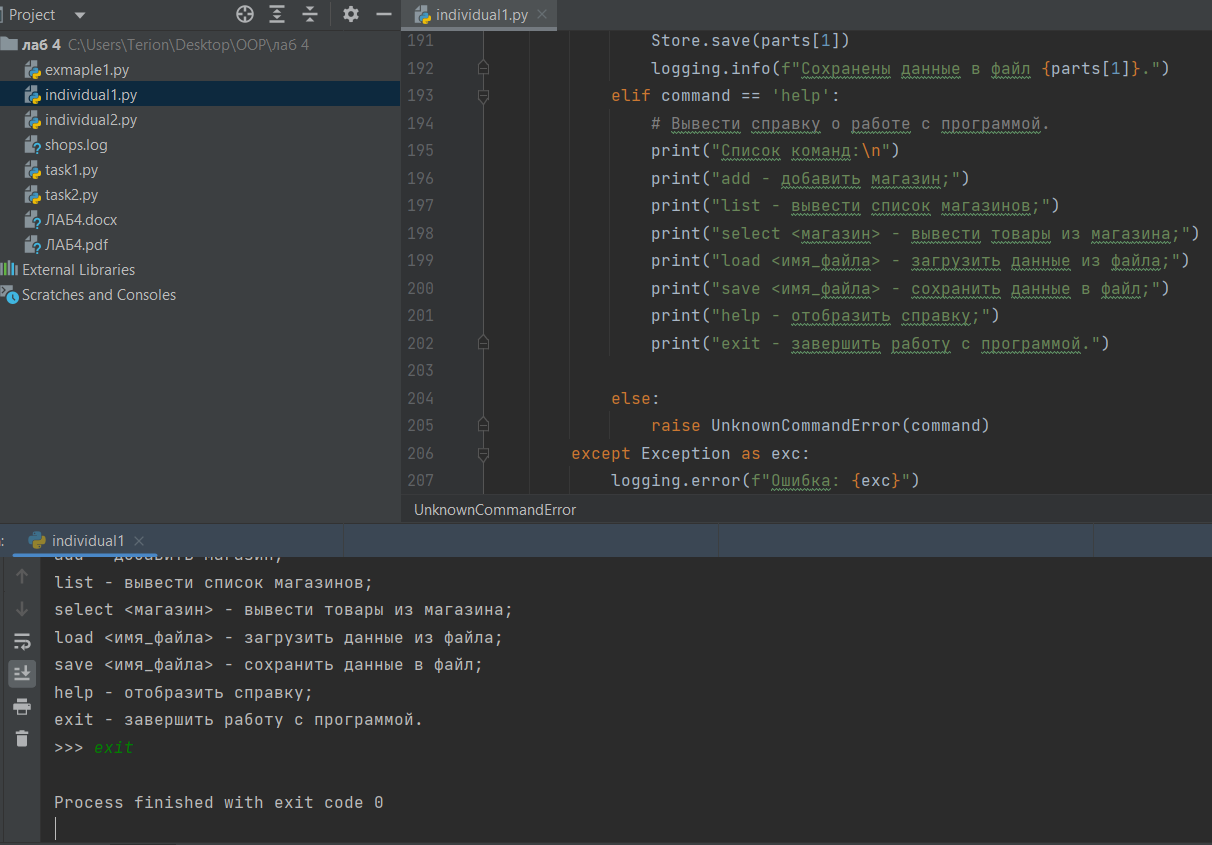 Project
individual1.py
лаб 4 C:\Users\Terion\Desktop\OOP\лаб 4
exmaple1.py
individual1.py
individual2.py
shops.log
task1.py
task2.py
ЛАБ4.docx
ЛАБ4.pdf
External Libraries
Scratches and Consoles
191 Store.save(parts[1])
192 logging.info(f"Сохранены данные в файл {parts[1]}.")
193 elif command == 'help':
194 # Вывести справку о работе с программой.
195 print("Список команд:\n")
196 print("add - добавить магазин;")
197 print("list - вывести список магазинов;")
198 print("select <магазин> - вывести товары из магазина;")
199 print("load <имя_файла> - загрузить данные из файла;")
200 print("save <имя_файла> - сохранить данные в файл;")
201 print("help - отобразить справку;")
202 print("exit - завершить работу с программой.")
203
204 else:
205 raise UnknownCommandError(command)
206 except Exception as exc:
207 logging.error(f"Ошибка: {exc}")
UnknownCommandError
individual1
add - добавить магазин;
list - вывести список магазинов;
select <магазин> - вывести товары из магазина;
load <имя_файла> - загрузить данные из файла;
save <имя_файла> - сохранить данные в файл;
help - отобразить справку;
exit - завершить работу с программой.
>>> exit
Process finished with exit code 0